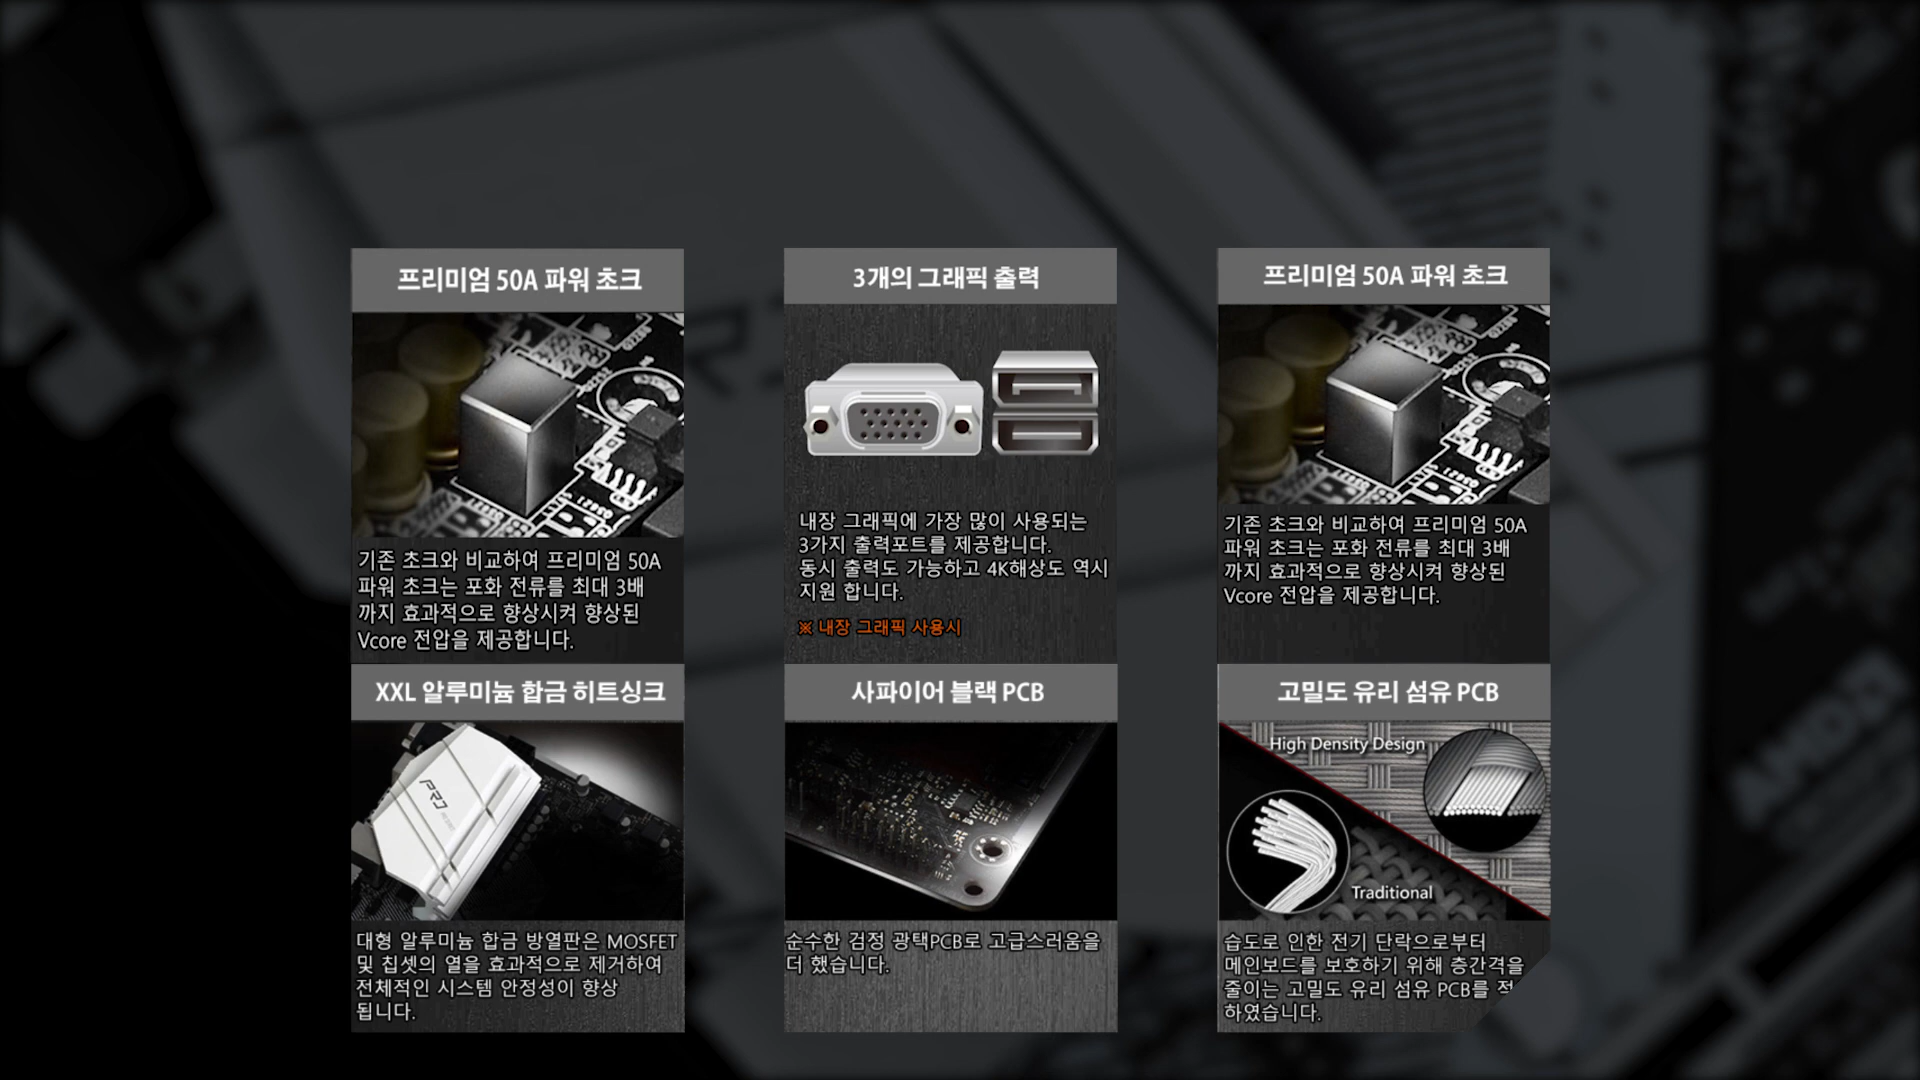 프리미엄 50A 파워 초크
기존 초크와 비교하여 프리미엄 50A
파워 초크는 포화 전류를 최대 3배
까지 효과적으로 향상시켜 향상된
Vcore 전압을 제공합니다.
3개의 그래픽 출력
내장 그래픽에 가장 많이 사용되는
3가지 출력포트를 제공합니다.
동시 출력도 가능하고 4K해상도 역시
지원 합니다.
※ 내장 그래픽 사용시
프리미엄 50A 파워 초크
기존 초크와 비교하여 프리미엄 50A
파워 초크는 포화 전류를 최대 3배
까지 효과적으로 향상시켜 향상된
Vcore 전압을 제공합니다.
XXL 알루미늄 합금 히트싱크
PRO
대형 알루미늄 합금 방열판은 MOSFET
및 칩셋의 열을 효과적으로 제거하여
전체적인 시스템 안정성이 향상
됩니다.
사파이어 블랙 PCB
순수한 검정 광택PCB로 고급스러움을
더 했습니다.
고밀도 유리 섬유 PCB
High Density Design
Traditional
습도로 인한 전기 단락으로부터
메인보드를 보호하기 위해 층간격을
줄이는 고밀도 유리 섬유 PCB를
하였습니다.